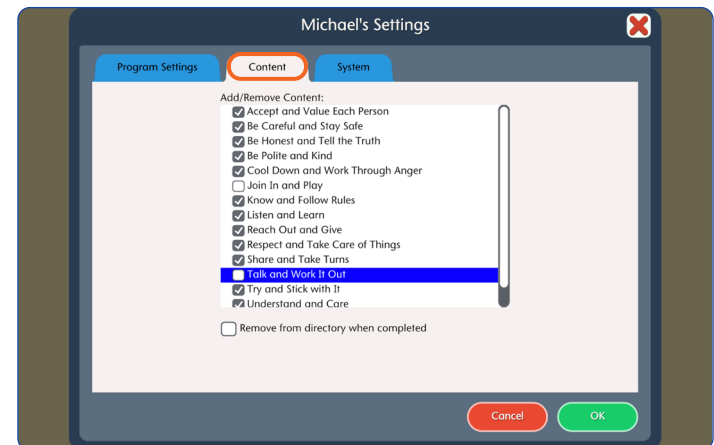 Michael's Settings
Program Settings
Content
System
Add/Remove Content:
Accept and Value Each Person
Be Careful and Stay Safe
Be Honest and Tell the Truth
Be Polite and Kind
Cool Down and Work Through Anger
Join In and Play
Know and Follow Rules
Listen and Learn
Reach Out and Give
Respect and Take Care of Things
Share and Take Turns
Talk and Work It Out
Try and Stick with It
Understand and Care
Remove from directory when completed
Cancel
OK